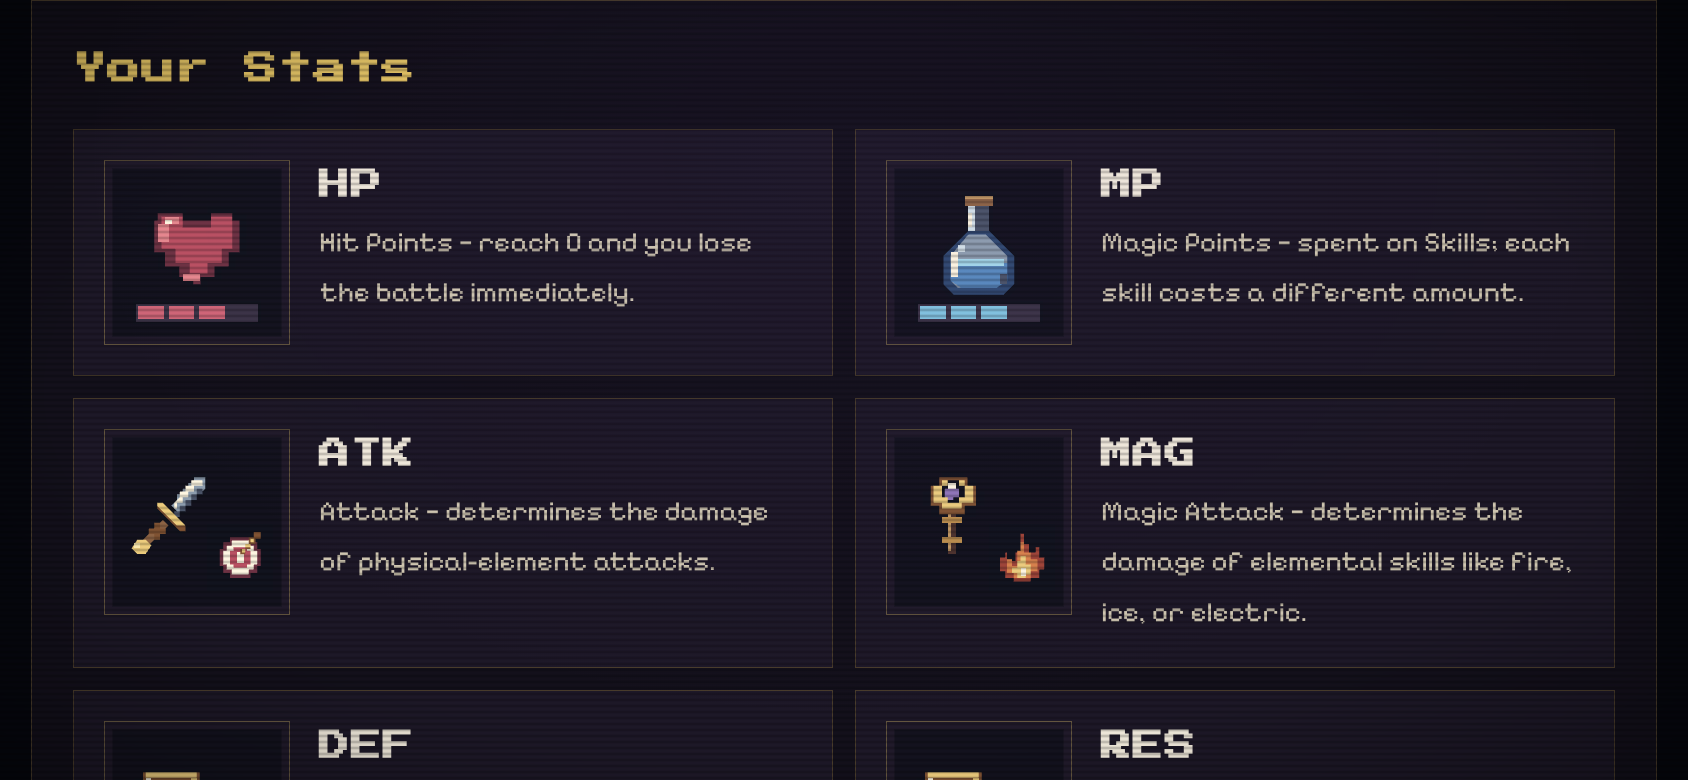 Your Stats
HP
Hit Points – reach 0 and you lose
the battle immediately.
MP
Magic Points – spent on Skills; each
skill costs a different amount.
ATK
Attack – determines the damage
of physical-element attacks.
MAG
Magic Attack – determines the
damage of elemental skills like fire,
ice, or electric.
DEF
RES